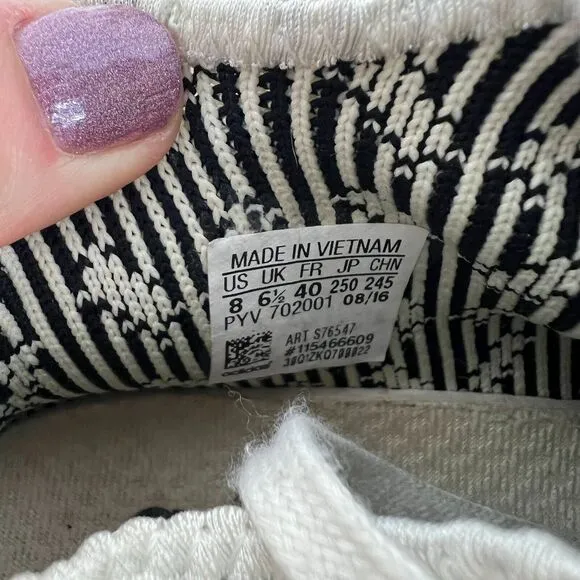 MADE IN VIETNAM
US UK FR JP CHN
8 6½ 40 250 245
PYV 702001 08/16
ART S76547
#115466609
adidas